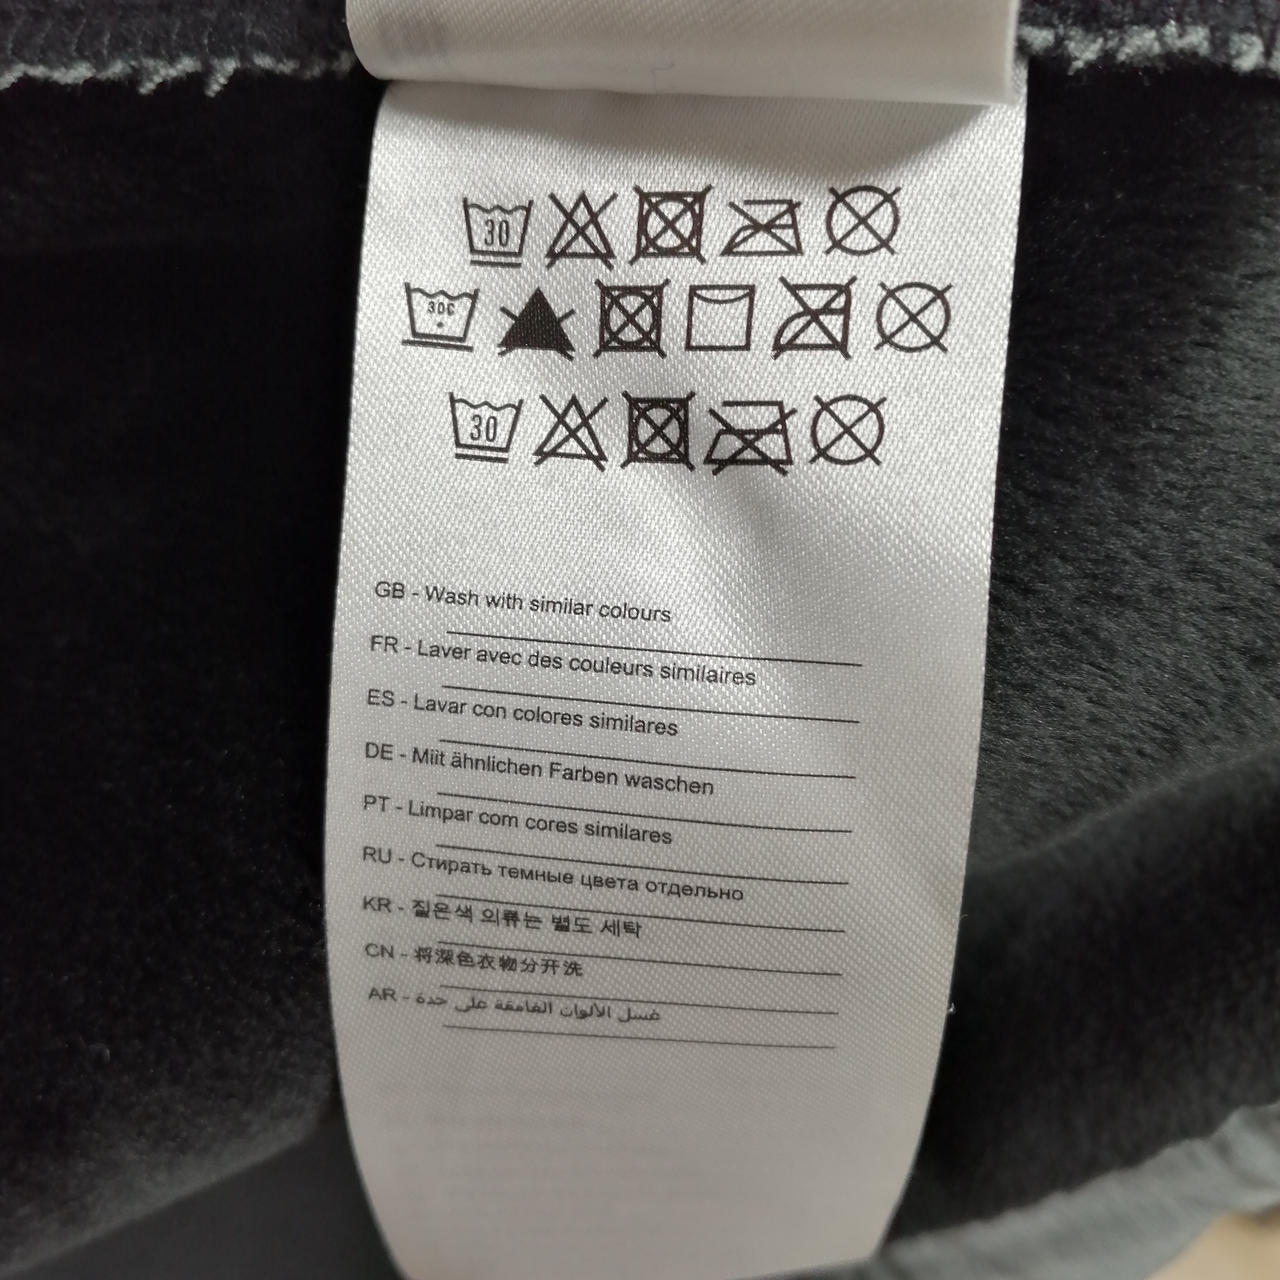 30
30C
30
GB - Wash with similar colours
FR - Laver avec des couleurs similaires
ES - Lavar con colores similares
DE - Miit ähnlichen Farben waschen
PT - Limpar com cores similares
RU - Стирать темные цвета отдельно
KR - 짙은색 의류는 별도 세탁
CN - 将深色衣物分开洗
AR - غسل الألوان الغامقة على حدة